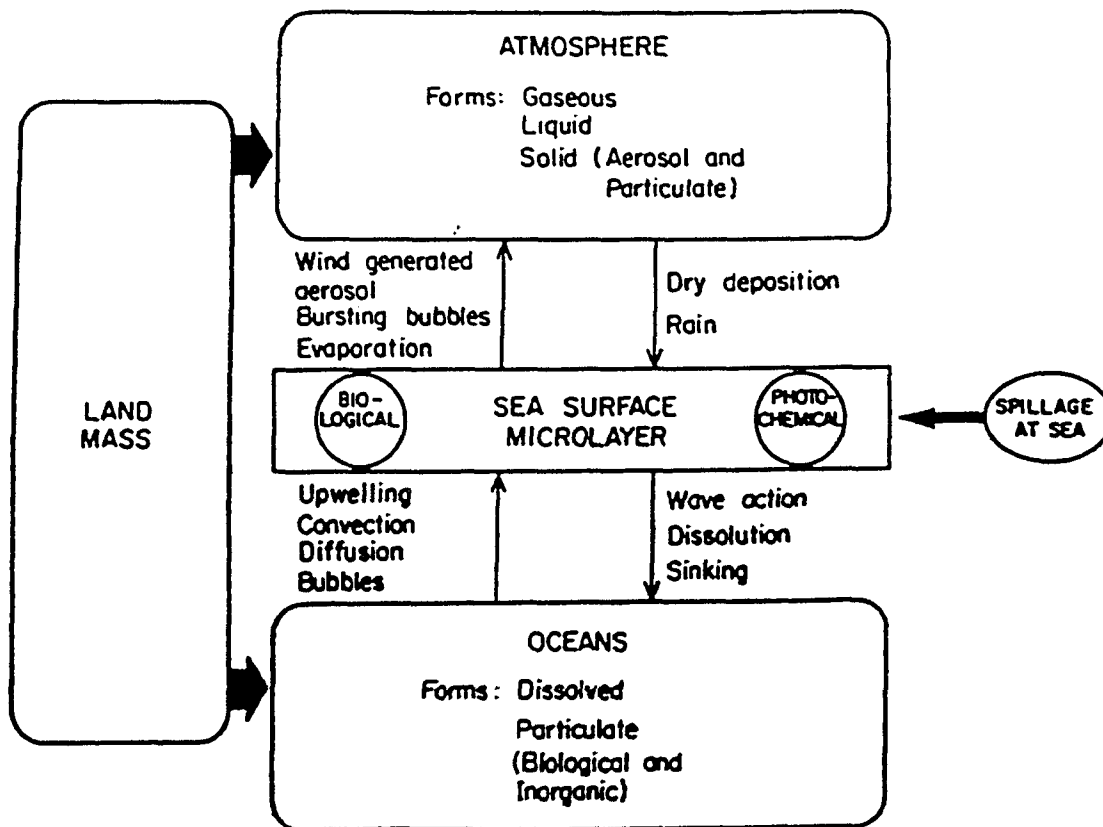 ATMOSPHERE
Forms: Gaseous
Liquid
Solid (Aerosol and
Particulate)
Wind generated
aerosol
Bursting bubbles
Evaporation
Dry deposition
Rain
LAND
MASS
BIO-
LOGICAL
SEA SURFACE
MICROLAYER
PHOTO-
CHEMICAL
SPILLAGE
AT SEA
Upwelling
Convection
Diffusion
Bubbles
Wave action
Dissolution
Sinking
OCEANS
Forms: Dissolved
Particulate
(Biological and
Inorganic)